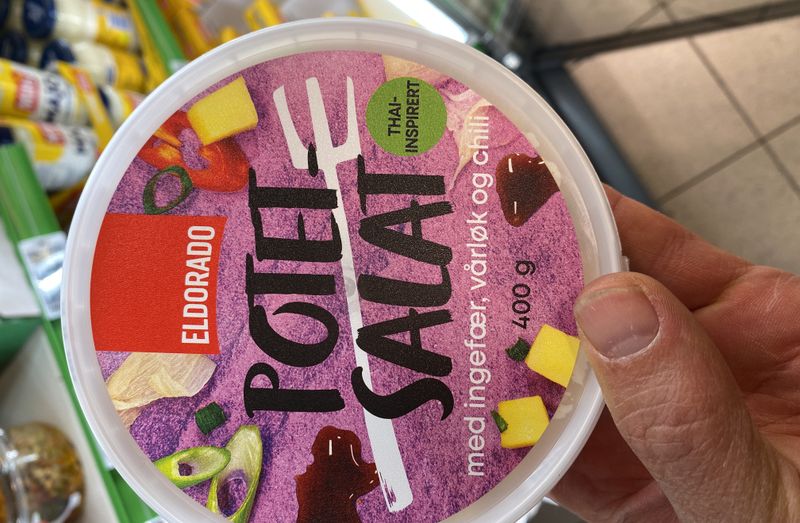 ELDORADO
POTET-
SALAT
THAI-
INSPIRERT
med ingefær, vårløk og chili
400 g